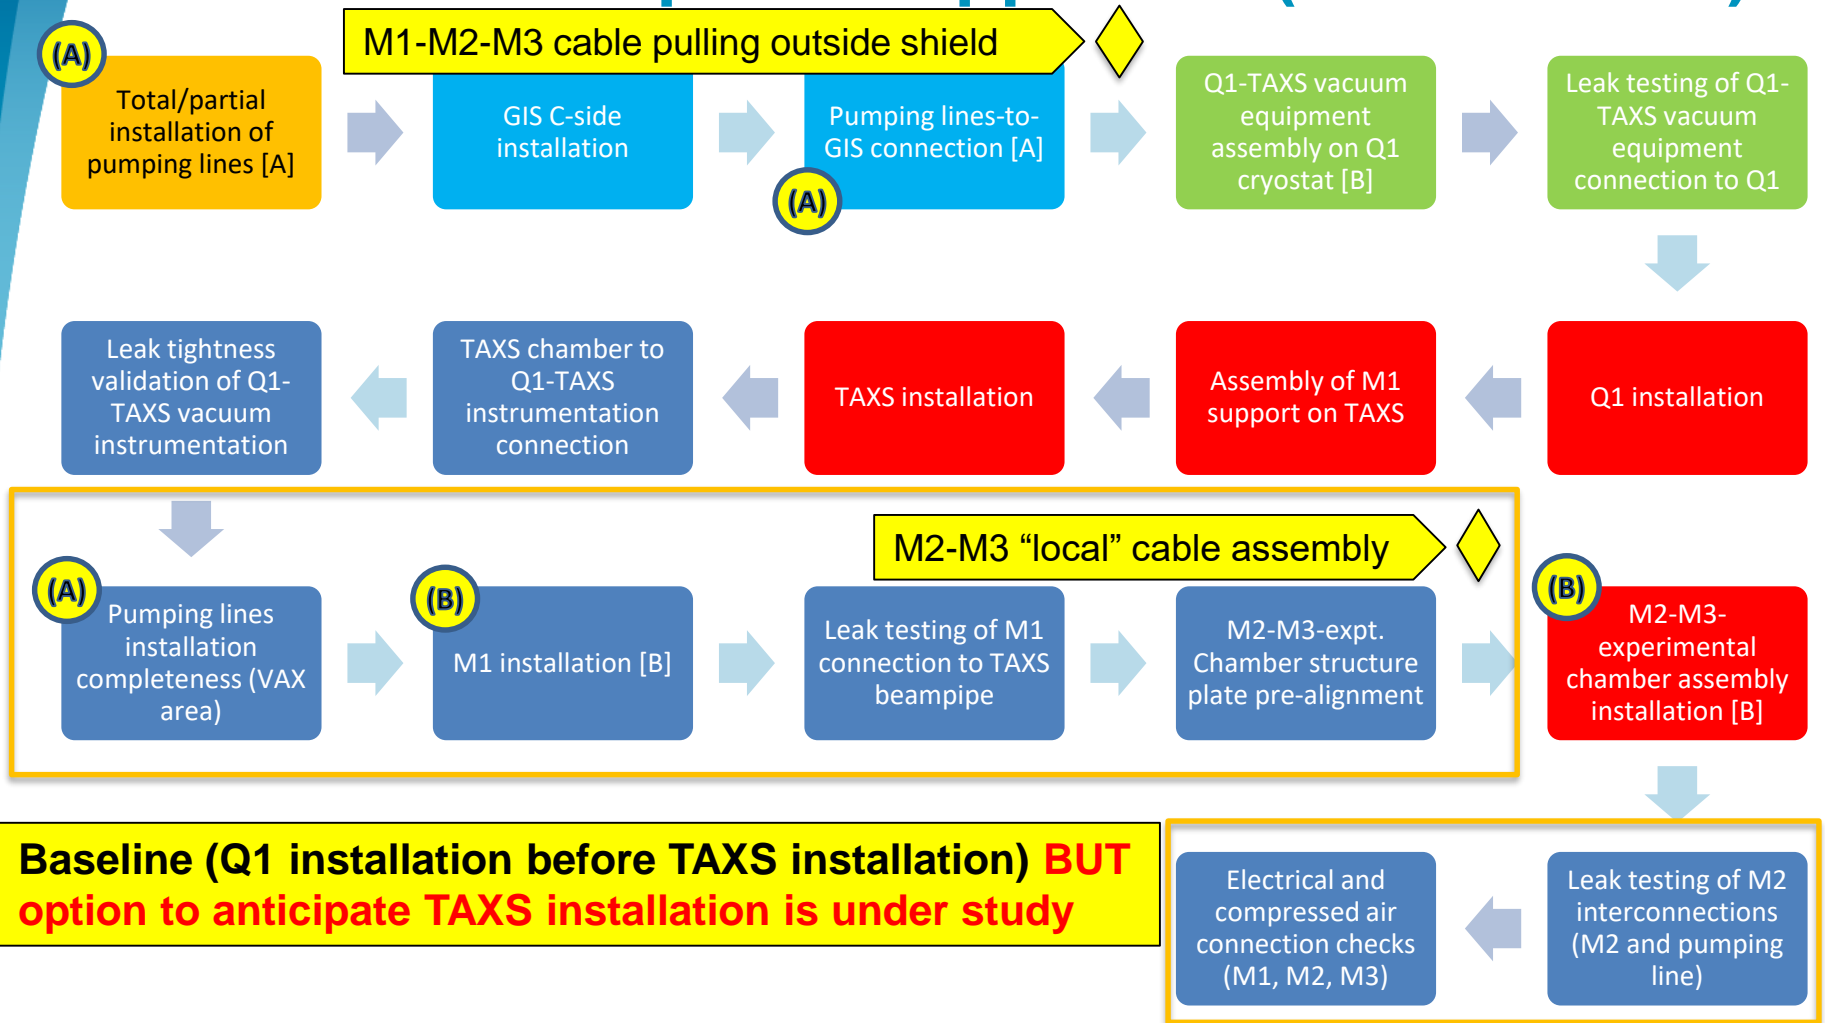 M1-M2-M3 cable pulling outside shield
(A)
Total/partial
installation of
pumping lines [A]
GIS C-side
installation
Pumping lines-to-
GIS connection [A]
(A)
Q1-TAXS vacuum
equipment
assembly on Q1
cryostat [B]
Leak testing of Q1-
TAXS vacuum
equipment
connection to Q1
Leak tightness
validation of Q1-
TAXS vacuum
instrumentation
TAXS chamber to
Q1-TAXS
instrumentation
connection
TAXS installation
Assembly of M1
support on TAXS
Q1 installation
M2-M3 “local” cable assembly
(A)
Pumping lines
installation
completeness (VAX
area)
(B)
M1 installation [B]
Leak testing of M1
connection to TAXS
beampipe
M2-M3-expt.
Chamber structure
plate pre-alignment
(B)
M2-M3-
experimental
chamber assembly
installation [B]
Baseline (Q1 installation before TAXS installation) BUT
option to anticipate TAXS installation is under study
Electrical and
compressed air
connection checks
(M1, M2, M3)
Leak testing of M2
interconnections
(M2 and pumping
line)